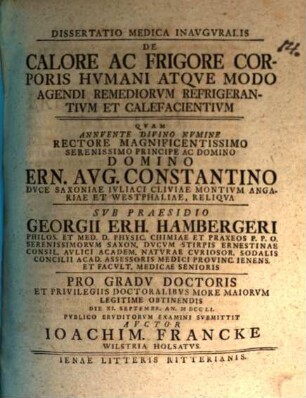 DISSERTATIO MEDICA INAVGVRALIS
DE
CALORE AC FRIGORE COR-
PORIS HVMANI ATQVE MODO
AGENDI REMEDIORVM REFRIGERAN-
TIVM ET CALEFACIENTIVM
QVAM
ANNVENTE DIVINO NVMINE
RECTORE MAGNIFICENTISSIMO
SERENISSIMO PRINCIPE AC DOMINO
DOMINO
ERN. AVG. CONSTANTINO
DVCE SAXONIAE IVLIACI CLIVIAE MONTIVM ANGA-
RIAE ET WESTPHALIAE, RELIQVA
SVB PRAESIDIO
GEORGII ERH. HAMBERGERI
PHILOS. ET MED. D. PHYSIC. CHIMIAE ET PRAXEOS P. P. O.
SERENISSIMORVM SAXON. DVCVM STIRPIS ERNESTINAE
CONSIL. AVLICI ACADEM. NATVRAE CVRIOSOR. SODALIS
CONCILII ACAD. ASSESSORIS MEDICI PROVINC. IENENS.
ET FACVLT. MEDICAE SENIORIS
PRO GRADV DOCTORIS
ET PRIVILEGIIS DOCTORALIBVS MORE MAIORVM
LEGITIME OBTINENDIS
DIE XI. SEPTEMBR. AN. MDCCLI.
PVBLICO ERVDITORVM EXAMINI SVBMITTIT
AVCTOR
IOACHIM. FRANCKE
WILSTRIA HOLSATVS.
IENAE LITTERIS RITTERIANIS.